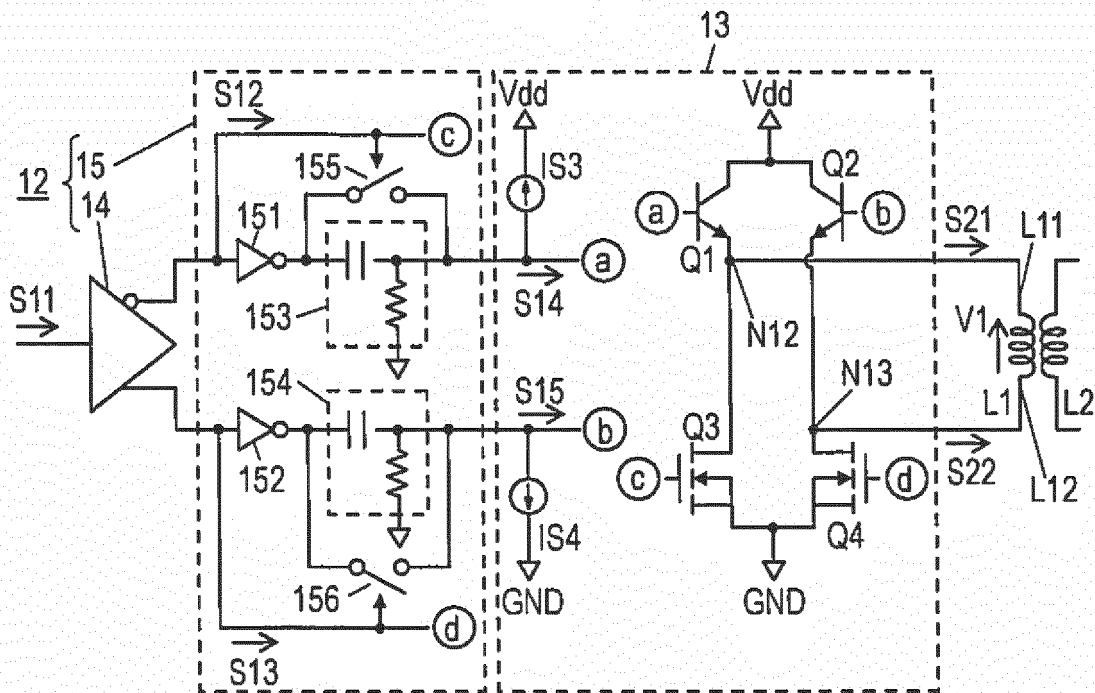 13
S12
c
Vdd
Vdd
12
15
14
155
IS3
Q2
151
a
b
S21
L11
S11
a
Q1
S14
153
N12
V1
154
S15
N13
L1
L2
b
Q3
152
c
d
S22
L12
IS4
Q4
156
GND
GND
d
S13